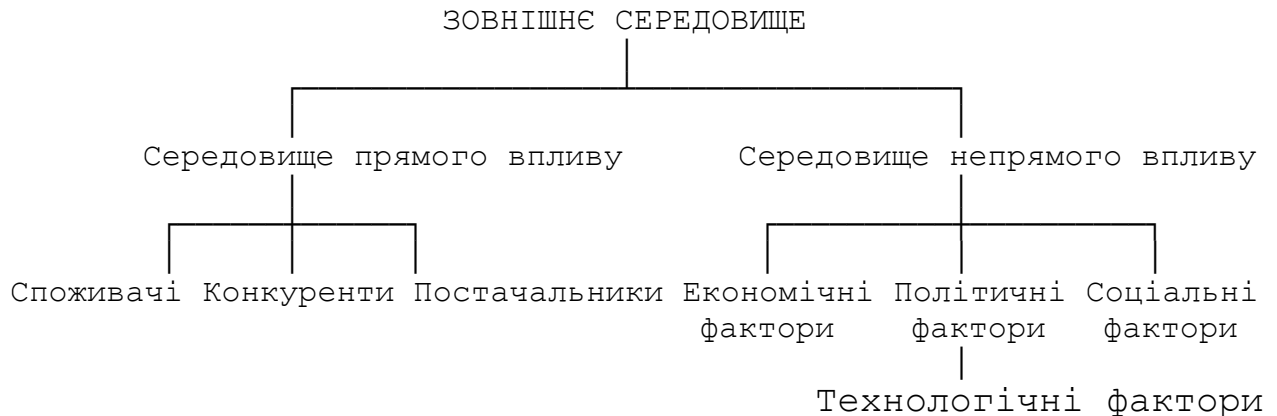 ЗОВНІШНЄ СЕРЕДОВИЩЕ
Середовище прямого впливу Середовище непрямого впливу
Споживачі Конкуренти Постачальники Економічні Політичні Соціальні
фактори фактори фактори
Технологічні фактори